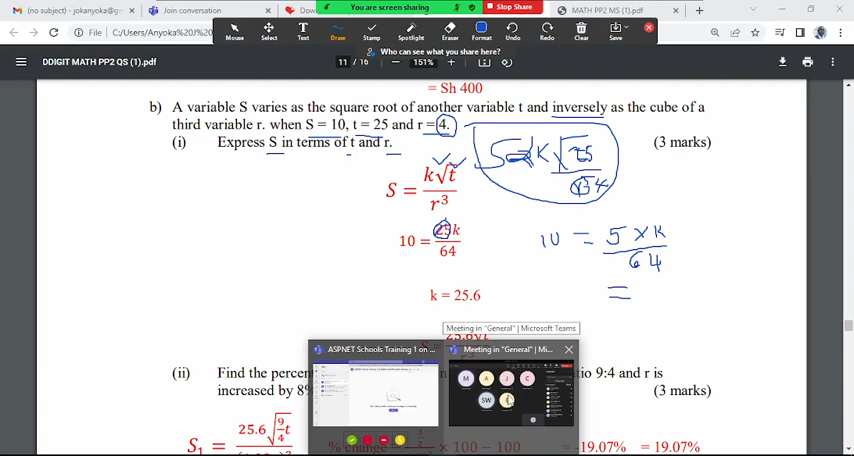 (no subject) - jokanyoka@gm
Join conversation
Dow
You are screen sharing
Stop Share
MATH PP2 MS (1).pdf
File
C:/Users/Anyoka%20J%20
Mouse
Select
Text
Draw
Stamp
Spotlight
Eraser
Format
Undo
Redo
Clear
Save
Who can see what you share here?
DDIGIT MATH PP2 QS (1).pdf
11 / 16
151%
= Sh 400
b) A variable S varies as the square root of another variable t and inversely as the cube of a
third variable r. when S = 10, t = 25 and r = 4.
(i) Express S in terms of t and r. (3 marks)
S = k√t / r³
10 = 25k / 64
10 = 5 x k / 64
k = 25.6
=
Meeting in "General" | Microsoft Teams
ASPNET Schools Training 1 on ...
Meeting in "General" | Mi...
M A J C
SW
(ii) Find the percen
atio 9:4 and r is
increased by 8%
(3 marks)
S₁ = 25.6 √9/4 t
% change
x 100 − 100
= -19.07% = 19.07%